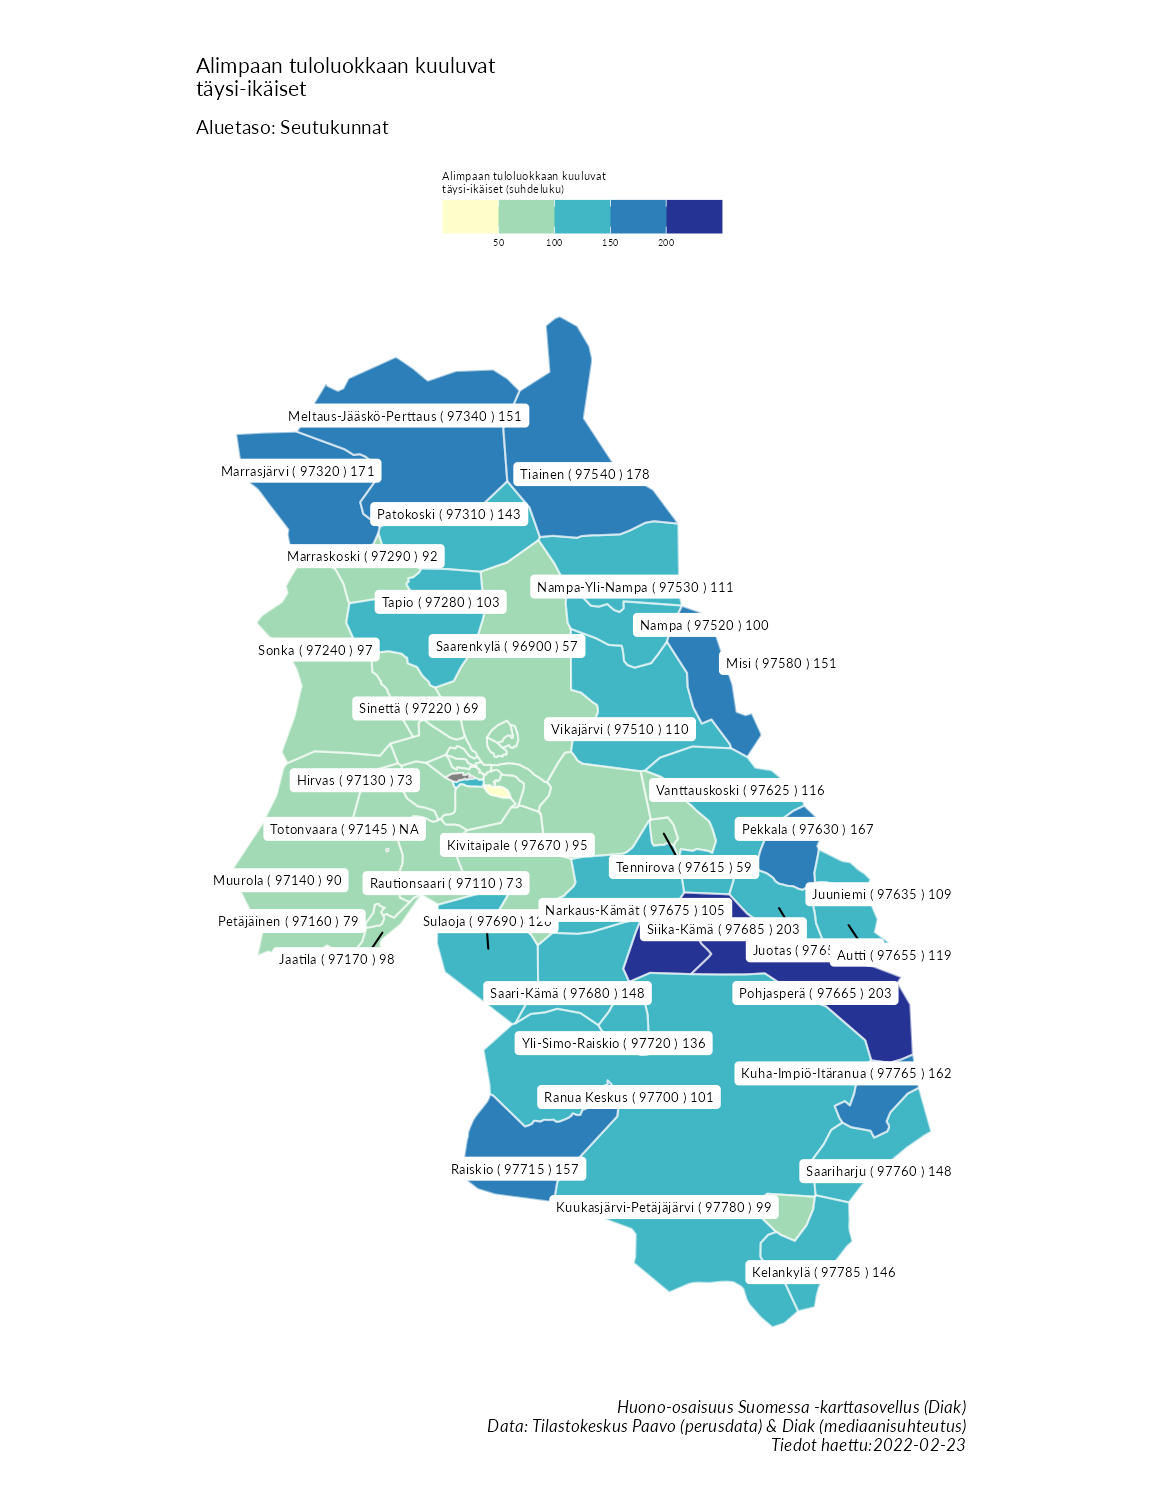 Alimpaan tuloluokkaan kuuluvat
täysi-ikäiset
Aluetaso: Seutukunnat
Alimpaan tuloluokkaan kuuluvat
täysi-ikäiset (suhdeluku)
50 100 150 200
Meltaus-Jääskö-Perttaus ( 97340 ) 151
Marrasjärvi ( 97320 ) 171
Tiainen ( 97540 ) 178
Patokoski ( 97310 ) 143
Marraskoski ( 97290 ) 92
Nampa-Yli-Nampa ( 97530 ) 111
Tapio ( 97280 ) 103
Nampa ( 97520 ) 100
Saarenkylä ( 96900 ) 57
Sonka ( 97240 ) 97
Misi ( 97580 ) 151
Sinettä ( 97220 ) 69
Vikajärvi ( 97510 ) 110
Hirvas ( 97130 ) 73
Vanttauskoski ( 97625 ) 116
Totonvaara ( 97145 ) NA
Pekkala ( 97630 ) 167
Kivitaipale ( 97670 ) 95
Tennirova ( 97615 ) 59
Muurola ( 97140 ) 90
Rautionsaari ( 97110 ) 73
Juuniemi ( 97635 ) 109
Narkaus-Kämät ( 97675 ) 105
Petäjäinen ( 97160 ) 79
Sulaoja ( 97690 )
Siika-Kämä ( 97685 ) 203
Juotas (
Autti ( 97655 ) 119
Jaatila ( 97170 ) 98
Saari-Kämä ( 97680 ) 148
Pohjasperä ( 97665 ) 203
Yli-Simo-Raiskio ( 97720 ) 136
Kuha-Impiö-Itäranua ( 97765 ) 162
Ranua Keskus ( 97700 ) 101
Raiskio ( 97715 ) 157
Saariharju ( 97760 ) 148
Kuukasjärvi-Petäjäjärvi ( 97780 ) 99
Kelankylä ( 97785 ) 146
Huono-osaisuus Suomessa -karttasovellus (Diak)
Data: Tilastokeskus Paavo (perusdata) & Diak (mediaanisuhteutus)
Tiedot haettu:2022-02-23